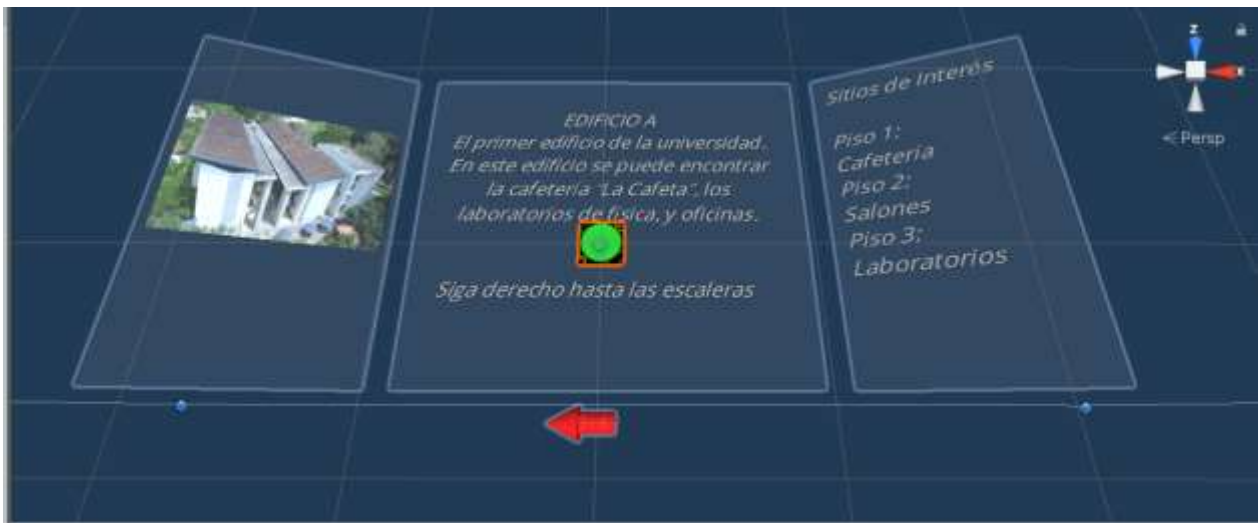 EDIFICIO A
El primer edificio de la universidad.
En este edificio se puede encontrar
la cafeteria "La Cafeta", los
laboratorios de fisica, y oficinas.
Siga derecho hasta las escaleras
Sitios de Interés
Piso 1:
Cafetería
Piso 2:
Salones
Piso 3:
Laboratorios
z
x
< Persp